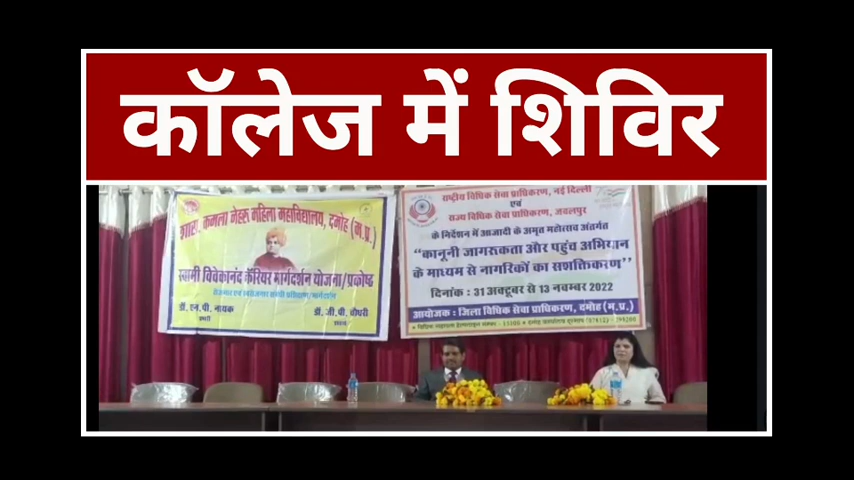 कॉलेज में शिविर
शास. कमला नेहरू महिला महाविद्यालय, दमोह (म.प्र.)
स्वामी विवेकानंद कॅरियर मार्गदर्शन योजना/प्रकोष्ठ
डॉ. एन.पी. नायक
डॉ. जी.पी. चौधरी
राष्ट्रीय विधिक सेवा प्राधिकरण, नई दिल्ली
एवं
राज्य विधिक सेवा प्राधिकरण, जबलपुर
के निर्देशन में आजादी के अमृत महोत्सव अंतर्गत
“कानूनी जागरूकता और पहुंच अभियान
के माध्यम से नागरिकों का सशक्तिकरण”
दिनांक : 31 अक्टूबर से 13 नवम्बर 2022
आयोजक : जिला विधिक सेवा प्राधिकरण, दमोह (म.प्र.)